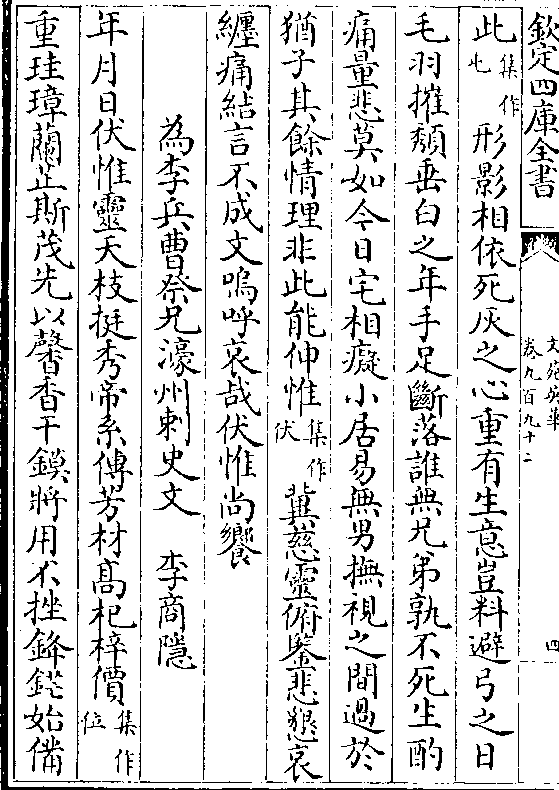 欽定四庫全書
文苑英華
卷九百九十二
四
此集作乜形影相依死灰之心重有生意豈料避弓之日
毛羽摧頽垂白之年手足斷落誰無兄弟孰不死生酌
痛量悲莫如今日宅相癡小居易無男撫視之間過於
猶子其餘情理非此能伸惟集作伏冀慈靈俯鑒悲懇哀
纏痛結言不成文嗚呼哀哉伏惟尚饗
為李兵曹祭兄濠州刺史文　李商隱
年月日伏惟靈天枝挺秀帝系傳芳材高杞梓價集作位
重珪璋蘭芷斯茂先以馨香干鏌將用不挫鋒鋩始備